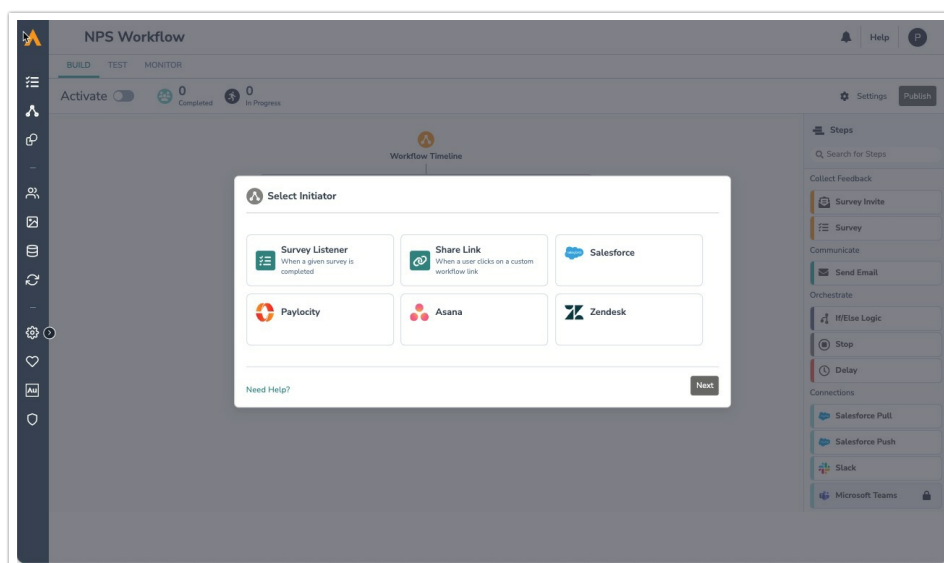 NPS Workflow
Help
P
BUILD TEST MONITOR
Activate
0
Completed
0
In Progress
Settings
Publish
Workflow Timeline
Steps
Search for Steps
Collect Feedback
Survey Invite
Survey
Communicate
Send Email
Orchestrate
If/Else Logic
Stop
Delay
Connections
Salesforce Pull
Salesforce Push
Slack
Microsoft Teams
Select Initiator
Survey Listener
When a given survey is
completed
Share Link
When a user clicks on a custom
workflow link
Salesforce
Paylocity
Asana
Zendesk
Need Help?
Next
Au